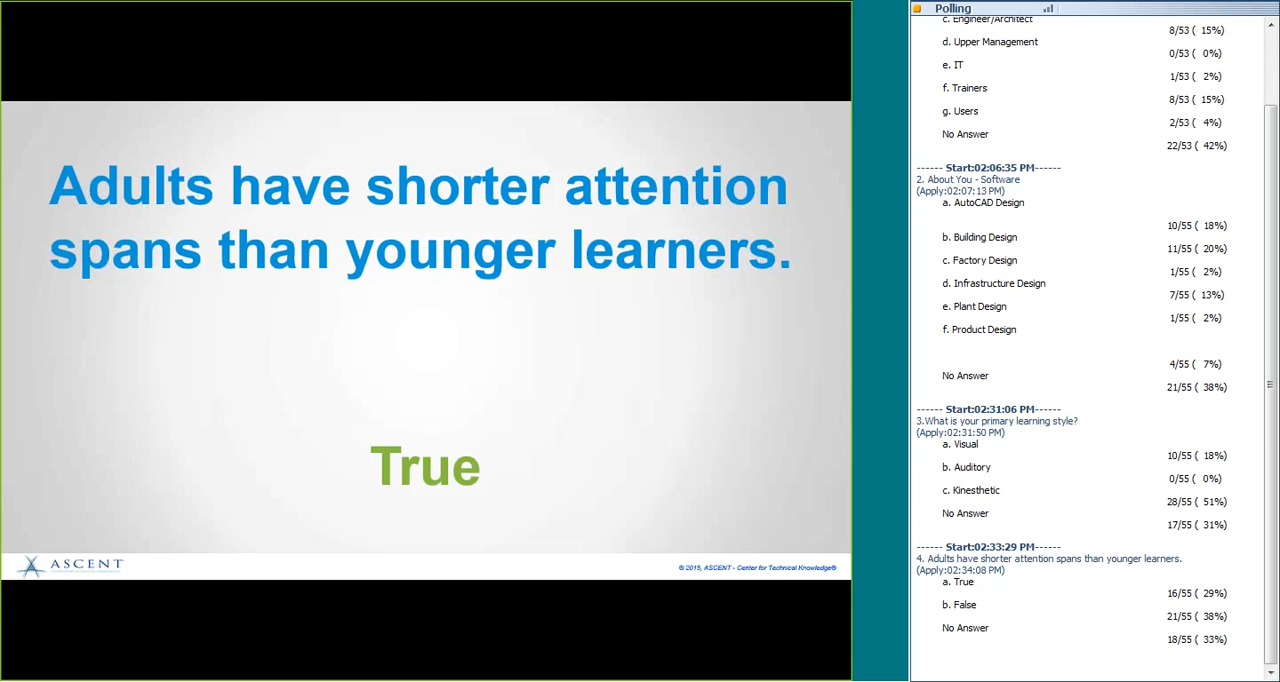 Adults have shorter attention
spans than younger learners.
True
ASCENT
© 2015, ASCENT - Center for Technical Knowledge®
Polling
c. Engineer/Architect
8/53 ( 15%)
d. Upper Management
0/53 ( 0%)
e. IT
1/53 ( 2%)
f. Trainers
8/53 ( 15%)
g. Users
2/53 ( 4%)
No Answer
22/53 ( 42%)
------ Start:02:06:35 PM------
2. About You - Software
(Apply:02:07:13 PM)
a. AutoCAD Design
10/55 ( 18%)
b. Building Design
11/55 ( 20%)
c. Factory Design
1/55 ( 2%)
d. Infrastructure Design
7/55 ( 13%)
e. Plant Design
1/55 ( 2%)
f. Product Design
4/55 ( 7%)
No Answer
21/55 ( 38%)
------ Start:02:31:06 PM------
3.What is your primary learning style?
(Apply:02:31:50 PM)
a. Visual
10/55 ( 18%)
b. Auditory
0/55 ( 0%)
c. Kinesthetic
28/55 ( 51%)
No Answer
17/55 ( 31%)
------ Start:02:33:29 PM------
4. Adults have shorter attention spans than younger learners.
(Apply:02:34:08 PM)
a. True
16/55 ( 29%)
b. False
21/55 ( 38%)
No Answer
18/55 ( 33%)